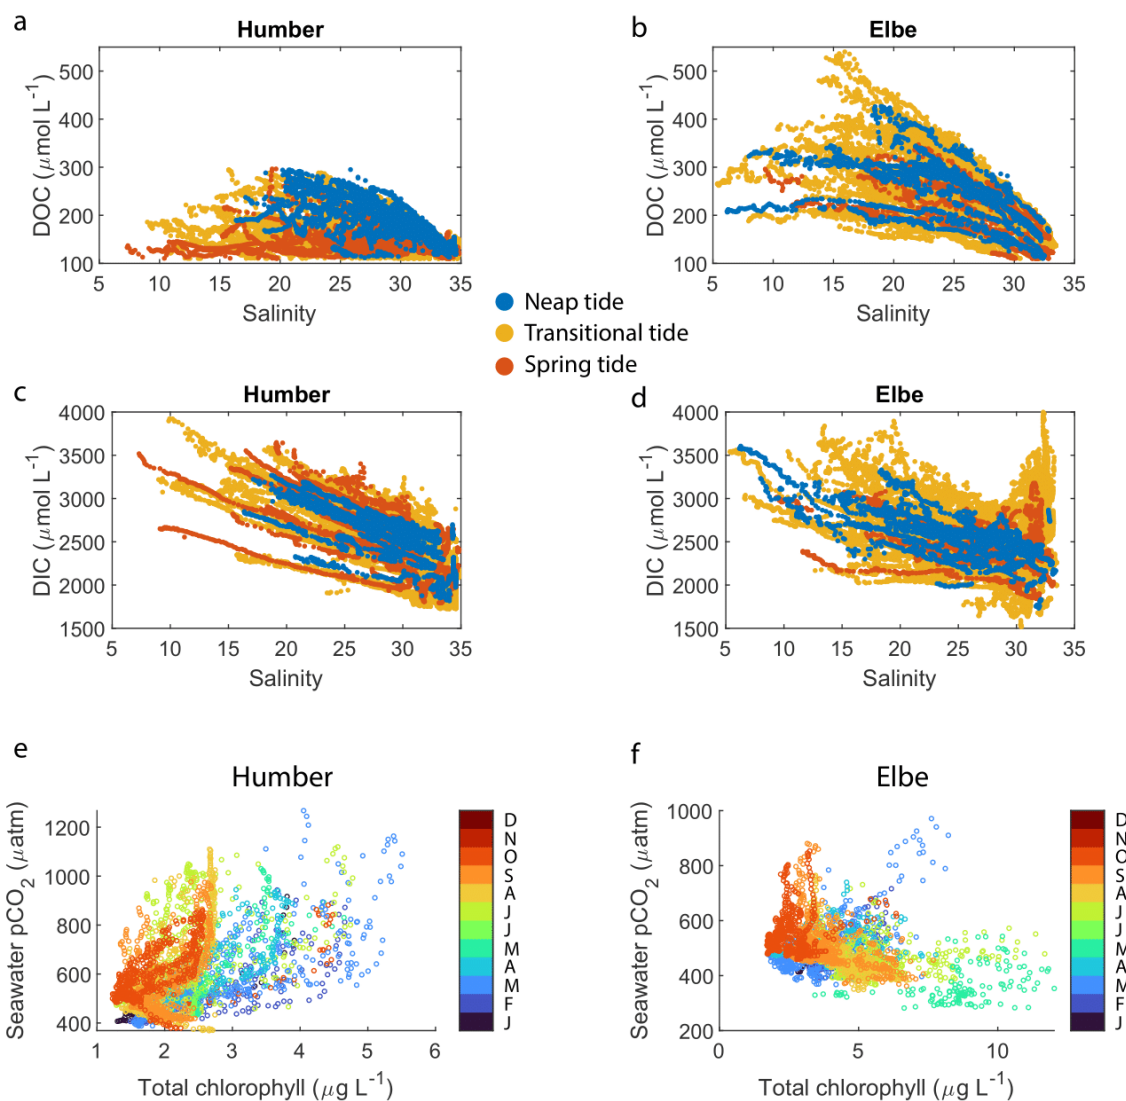 a
Humber
DOC (μmol L⁻¹)
500
400
300
200
100
5 10 15 20 25 30 35
Salinity
b
Elbe
DOC (μmol L⁻¹)
500
400
300
200
100
5 10 15 20 25 30 35
Salinity
Neap tide
Transitional tide
Spring tide
c
Humber
DIC (μmol L⁻¹)
4000
3500
3000
2500
2000
1500
5 10 15 20 25 30 35
Salinity
d
Elbe
DIC (μmol L⁻¹)
4000
3500
3000
2500
2000
1500
5 10 15 20 25 30 35
Salinity
e
Humber
Seawater pCO₂ (μatm)
1200
1000
800
600
400
1 2 3 4 5 6
Total chlorophyll (μg L⁻¹)
D
N
O
S
A
J
J
M
A
M
F
J
f
Elbe
Seawater pCO₂ (μatm)
1000
800
600
400
200
0 5 10
Total chlorophyll (μg L⁻¹)
D
N
O
S
A
J
J
M
A
M
F
J